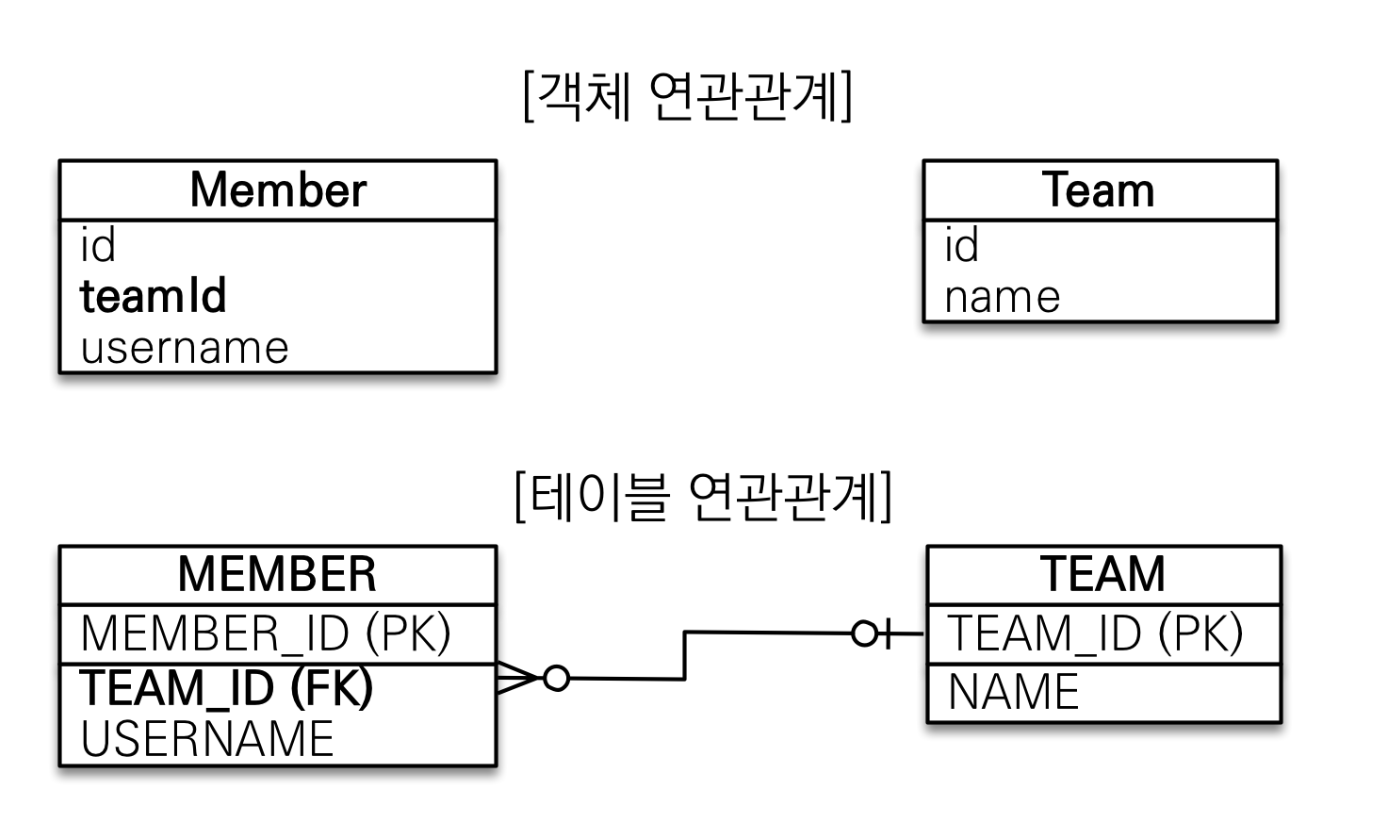 [객체 연관관계]
Member
id
teamId
username
Team
id
name
[테이블 연관관계]
MEMBER
MEMBER_ID (PK)
TEAM_ID (FK)
USERNAME
TEAM
TEAM_ID (PK)
NAME